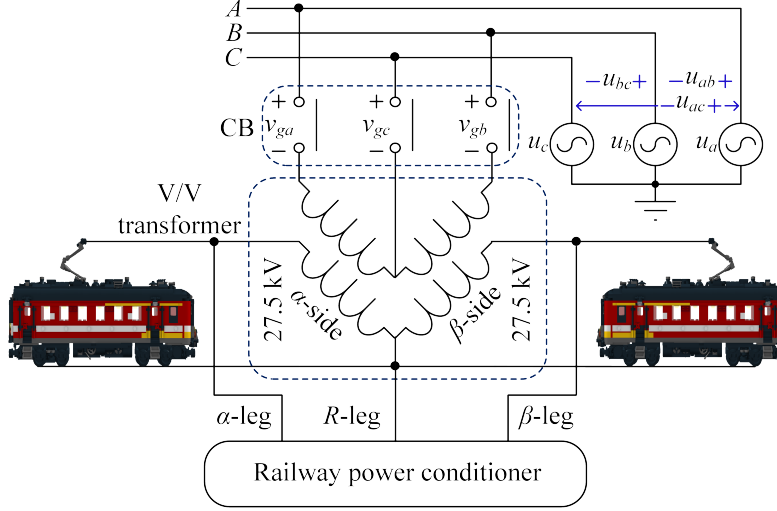 A
B
C
−u_bc+ −u_ab+
−u_ac+
+ + +
CB v_ga v_gc v_gb
− − −
u_c u_b u_a
V/V
transformer
27.5 kV α-side β-side 27.5 kV
α-leg R-leg β-leg
Railway power conditioner